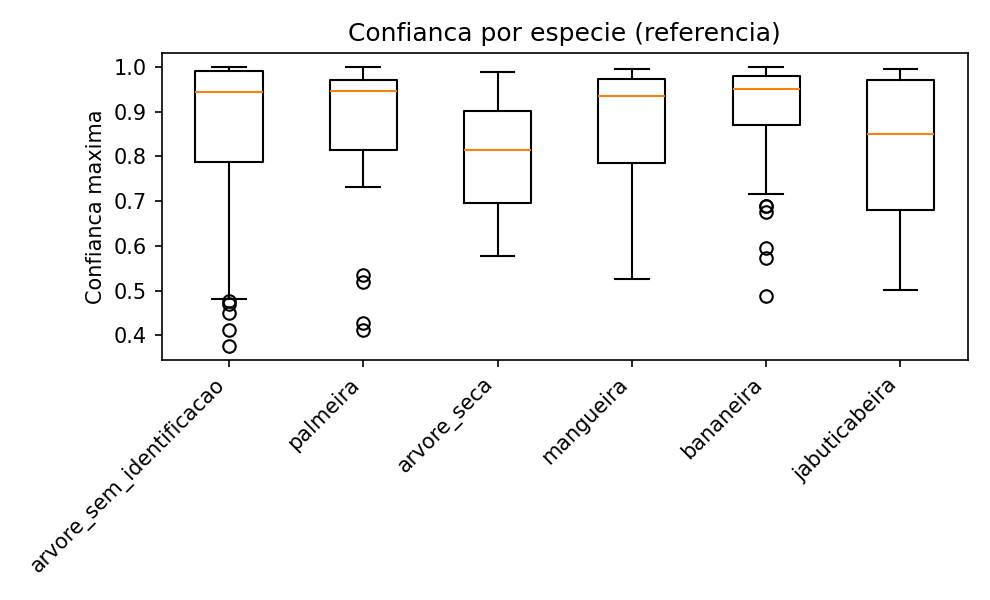 Confianca por especie (referencia)
Confianca maxima
1.0
0.9
0.8
0.7
0.6
0.5
0.4
arvore_sem_identificacao
palmeira
arvore_seca
mangueira
bananeira
jabuticabeira